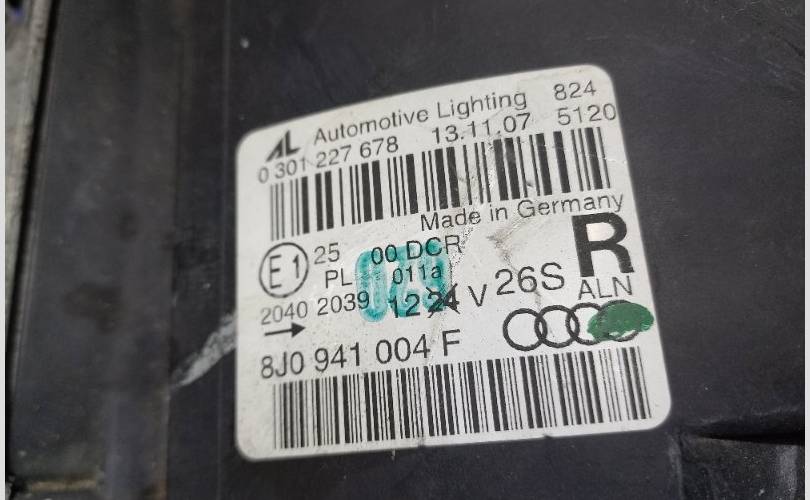 AL Automotive Lighting 824
0 301 227 678 13.11.07 5120
Made in Germany
E1 25 00 DCR R
PL 011a
029
2040 2039 12 24 V 26S ALN
8J0 941 004 F